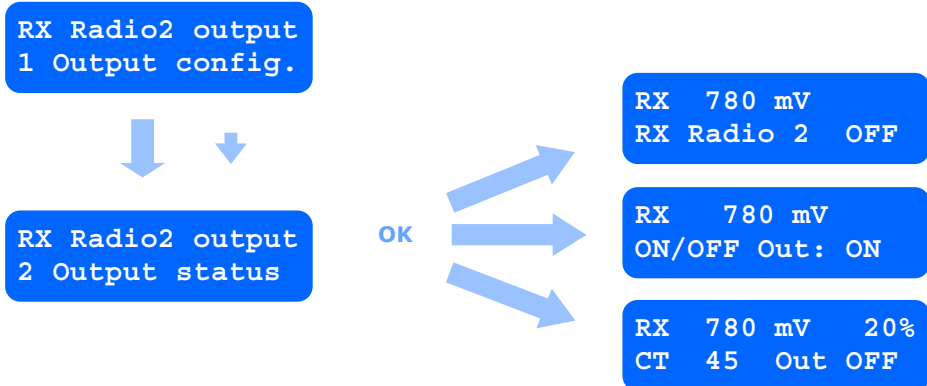 RX Radio2 output
1 Output config.
RX Radio2 output
2 Output status
OK
RX 780 mV
RX Radio 2 OFF
RX 780 mV
ON/OFF Out: ON
RX 780 mV 20%
CT 45 Out OFF